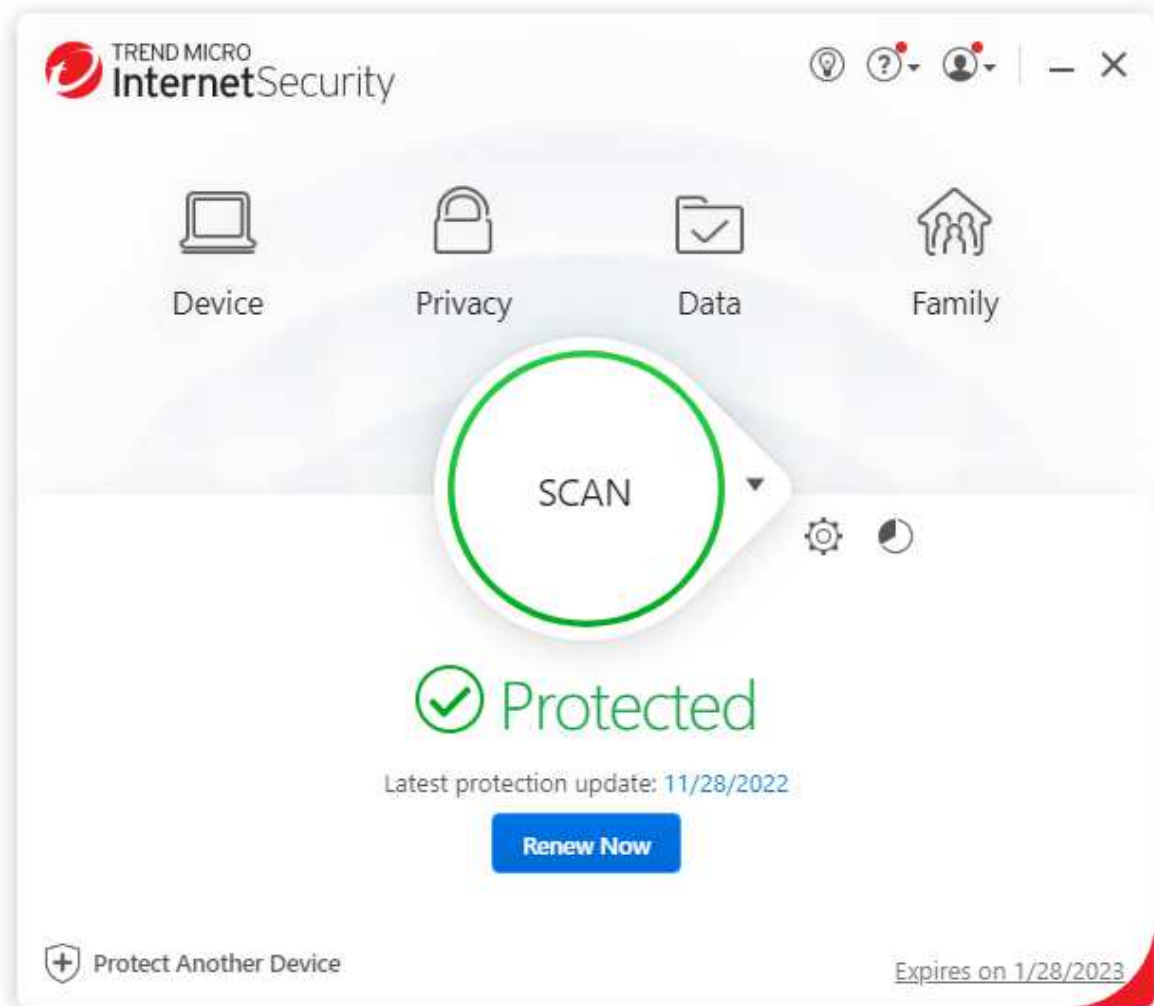 TREND MICRO
InternetSecurity
?
Device Privacy Data Family
SCAN
Protected
Latest protection update: 11/28/2022
Renew Now
Protect Another Device
Expires on 1/28/2023